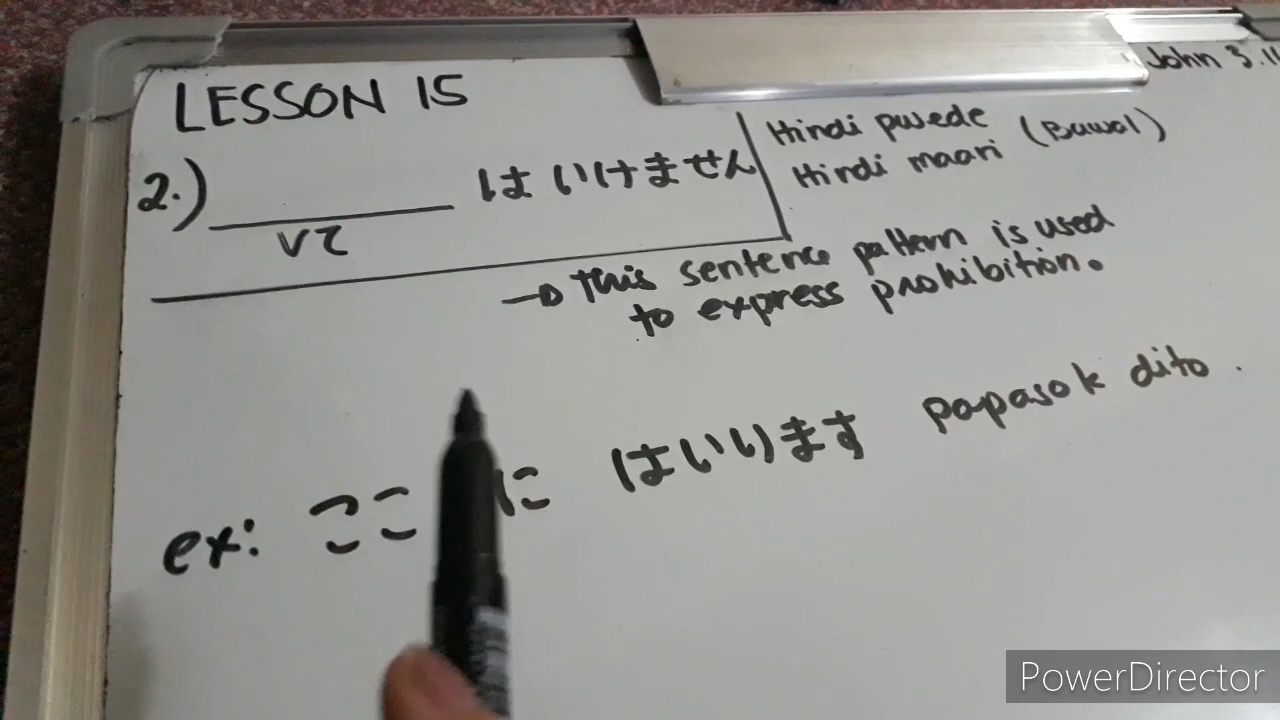 LESSON 15
John 3:16
2.) ________ はいけません
Vて
Hindi pwede (Bawal)
Hindi maari
→ This sentence pattern is used
to express prohibition.
ex: ここ に はいります papasok dito.
PowerDirector